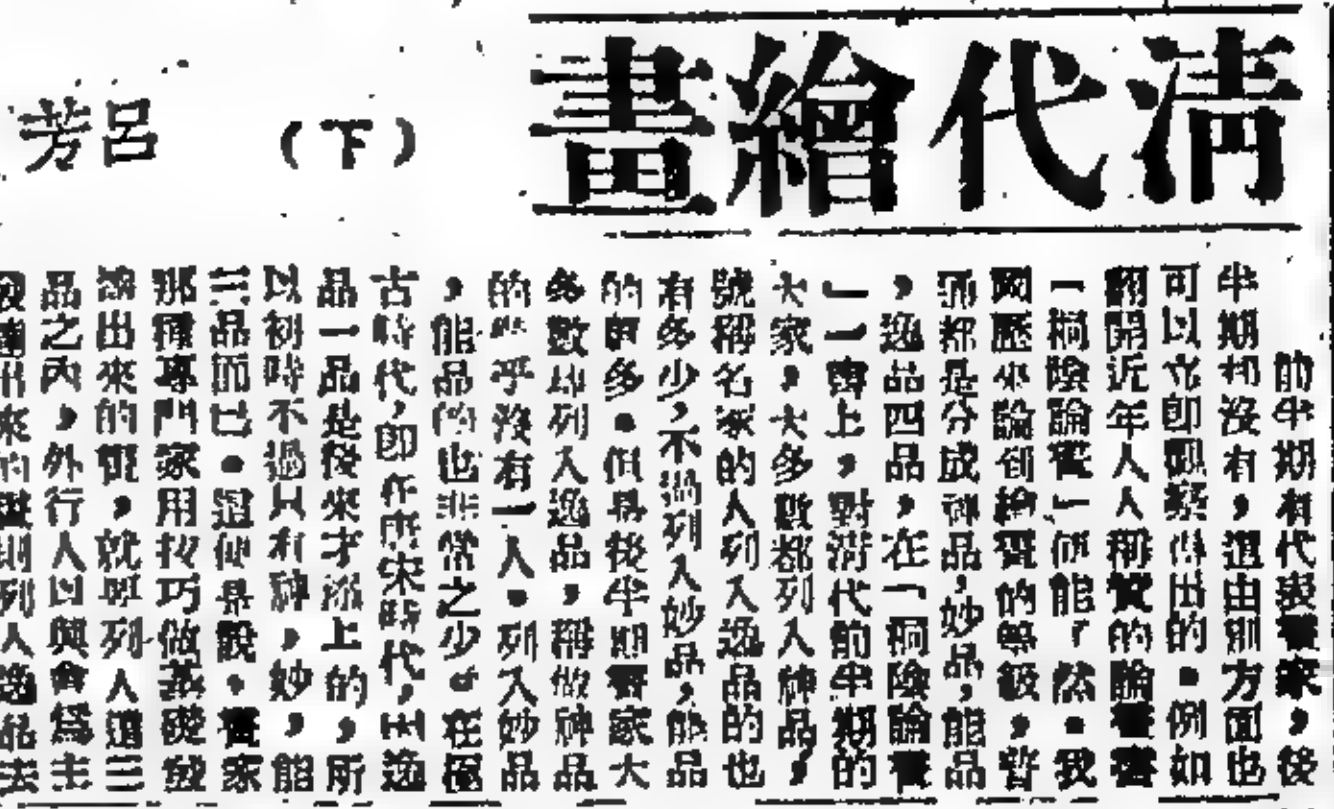 清代繪畫
(下)
呂芳
前半期有代表畫家,後
半期却沒有,這由別方面也
可以立即觀察得出的。例如
翻開近年人人稱贊的論畫書
「桐陰論畫」便能了然。我
國歷來論到繪畫的等級,皆
通常是分成神品,妙品,能品
,逸品四品,在「桐陰論畫
」一書上,對清代前半期的
大家,大多數都列入神品,
號稱名家的人列入逸品的也
有多少,不過列入妙品,能品
的更多。但是後半期畫家大
多數却列入逸品,稱做神品
的幾乎沒有一人。列入妙品
,能品的也非常之少。在極
古時代,即在唐宋時代,因逸
品一品是後來才添上的,所
以初時不過只有神,妙,能
三品而已。這便是說,畫家
那種專門家用技巧做基礎發
出來的畫,就要列入這三
品之內,外行人以興會爲主
出來的畫則列入逸品去